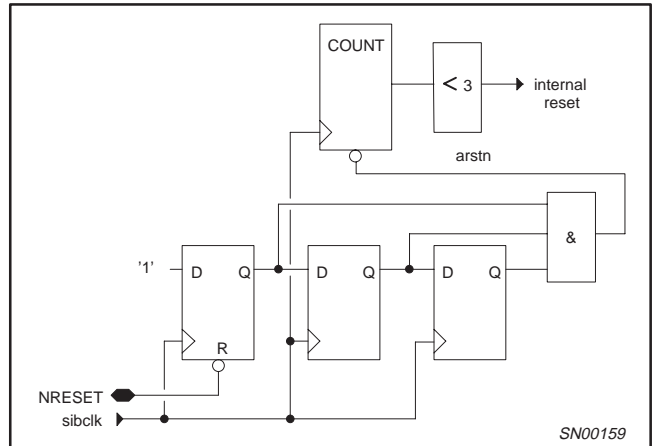 COUNT
< 3
internal
reset
arstn
&
'1'
D Q
D Q
D
R
NRESET
sibclk
SN00159